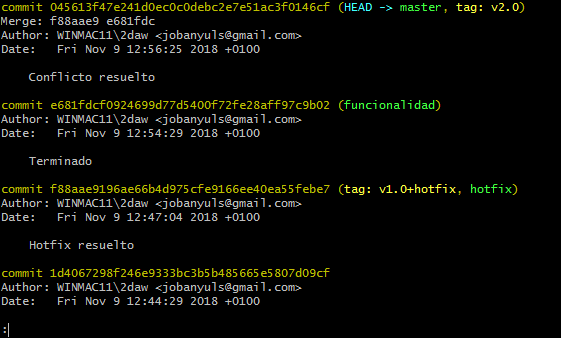 commit 045613f47e241d0ec0c0debc2e7e51ac3f0146cf (HEAD -> master, tag: v2.0)
Merge: f88aae9 e681fdc
Author: WINMAC11\2daw <jobanyuls@gmail.com>
Date:   Fri Nov 9 12:56:25 2018 +0100
    Conflicto resuelto
commit e681fdcf0924699d77d5400f72fe28aff97c9b02 (funcionalidad)
Author: WINMAC11\2daw <jobanyuls@gmail.com>
Date:   Fri Nov 9 12:54:29 2018 +0100
    Terminado
commit f88aae9196ae66b4d975cfe9166ee40ea55febe7 (tag: v1.0+hotfix, hotfix)
Author: WINMAC11\2daw <jobanyuls@gmail.com>
Date:   Fri Nov 9 12:47:04 2018 +0100
    Hotfix resuelto
commit 1d4067298f246e9333bc3b5b485665e5807d09cf
Author: WINMAC11\2daw <jobanyuls@gmail.com>
Date:   Fri Nov 9 12:44:29 2018 +0100
: